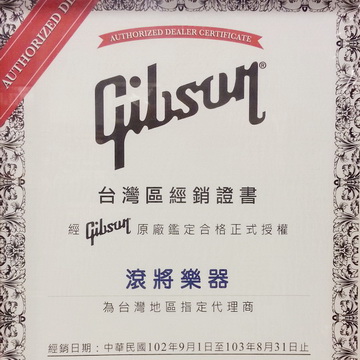 AUTHORIZED DE
AUTHORIZED DEALER CERTIFICATE
Gibson®
台灣區經銷證書
經 Gibson 原廠鑑定合格正式授權
滾將樂器
為台灣地區指定代理商
經銷日期：中華民國102年9月1日至103年8月31日止